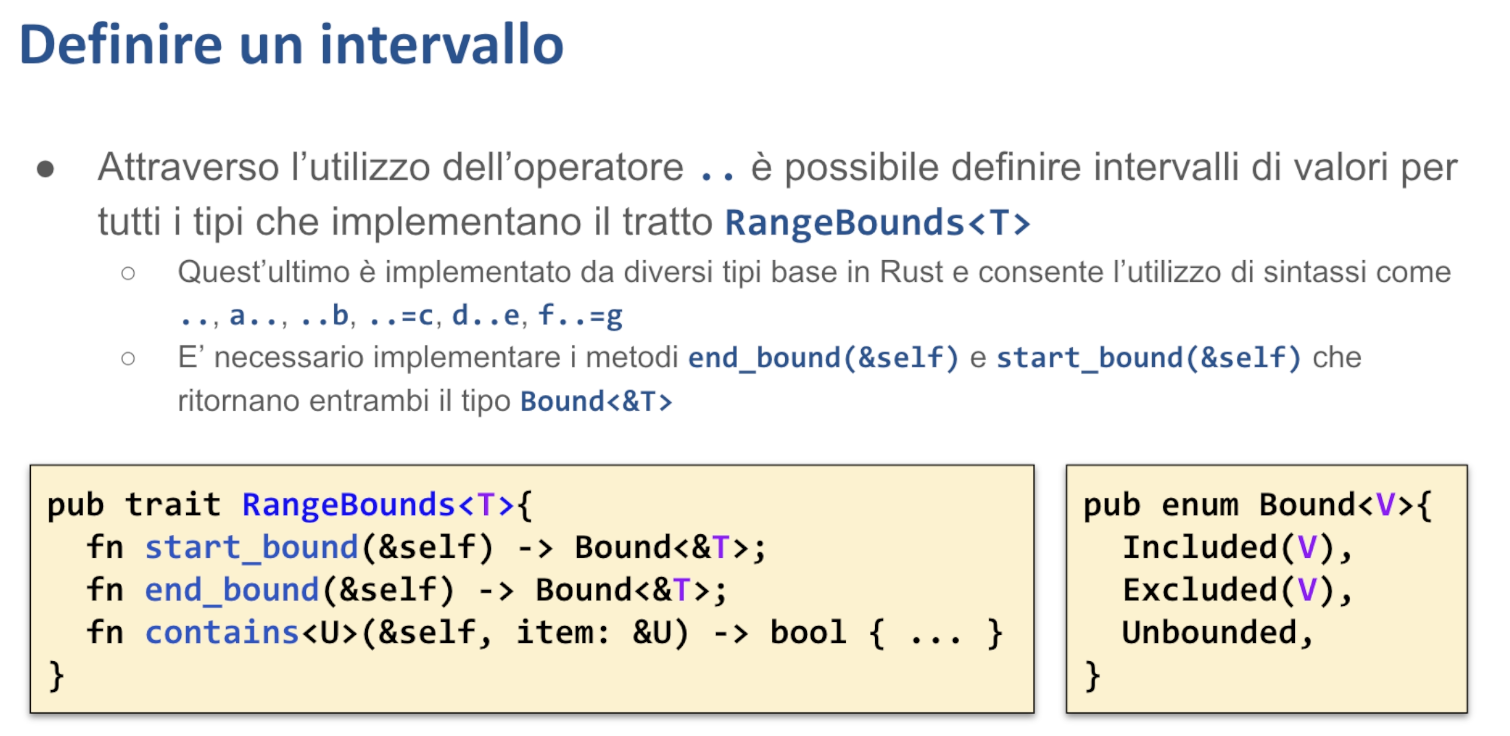 Definire un intervallo
● Attraverso l’utilizzo dell’operatore .. è possibile definire intervalli di valori per
tutti i tipi che implementano il tratto RangeBounds<T>
○ Quest’ultimo è implementato da diversi tipi base in Rust e consente l’utilizzo di sintassi come
.., a.., ..b, ..=c, d..e, f..=g
○ E’ necessario implementare i metodi end_bound(&self) e start_bound(&self) che
ritornano entrambi il tipo Bound<&T>
pub trait RangeBounds<T>{
  fn start_bound(&self) -> Bound<&T>;
  fn end_bound(&self) -> Bound<&T>;
  fn contains<U>(&self, item: &U) -> bool { ... }
}
pub enum Bound<V>{
  Included(V),
  Excluded(V),
  Unbounded,
}